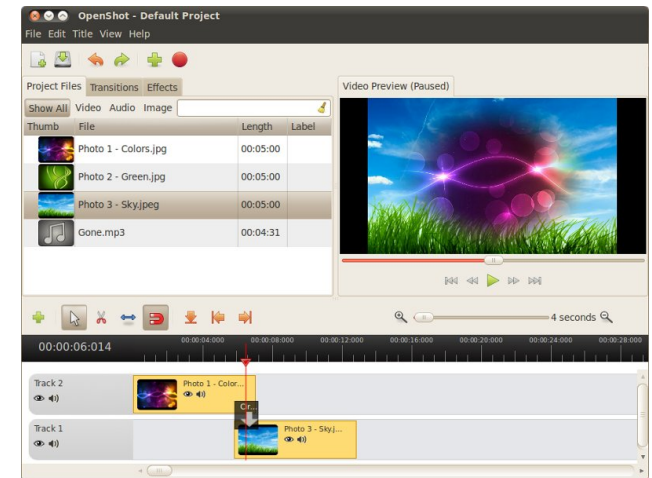 OpenShot - Default Project
File Edit Title View Help
Project Files Transitions Effects
Video Preview (Paused)
Show All Video Audio Image
Thumb File Length Label
Photo 1 - Colors.jpg 00:05:00
Photo 2 - Green.jpg 00:05:00
Photo 3 - Sky.jpeg 00:05:00
Gone.mp3 00:04:31
4 seconds
00:00:06:014
00:00:04:000 00:00:08:000 00:00:12:000 00:00:16:000 00:00:20:000 00:00:24:000 00:00:28:000
Track 2
Photo 1 - Color...
Cir...
Track 1
Photo 3 - Sky.j...